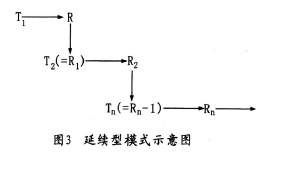 T₁ R
T₂(=R₁) R₂
Tₙ(=Rₙ-1) Rₙ
图3 延续型模式示意图